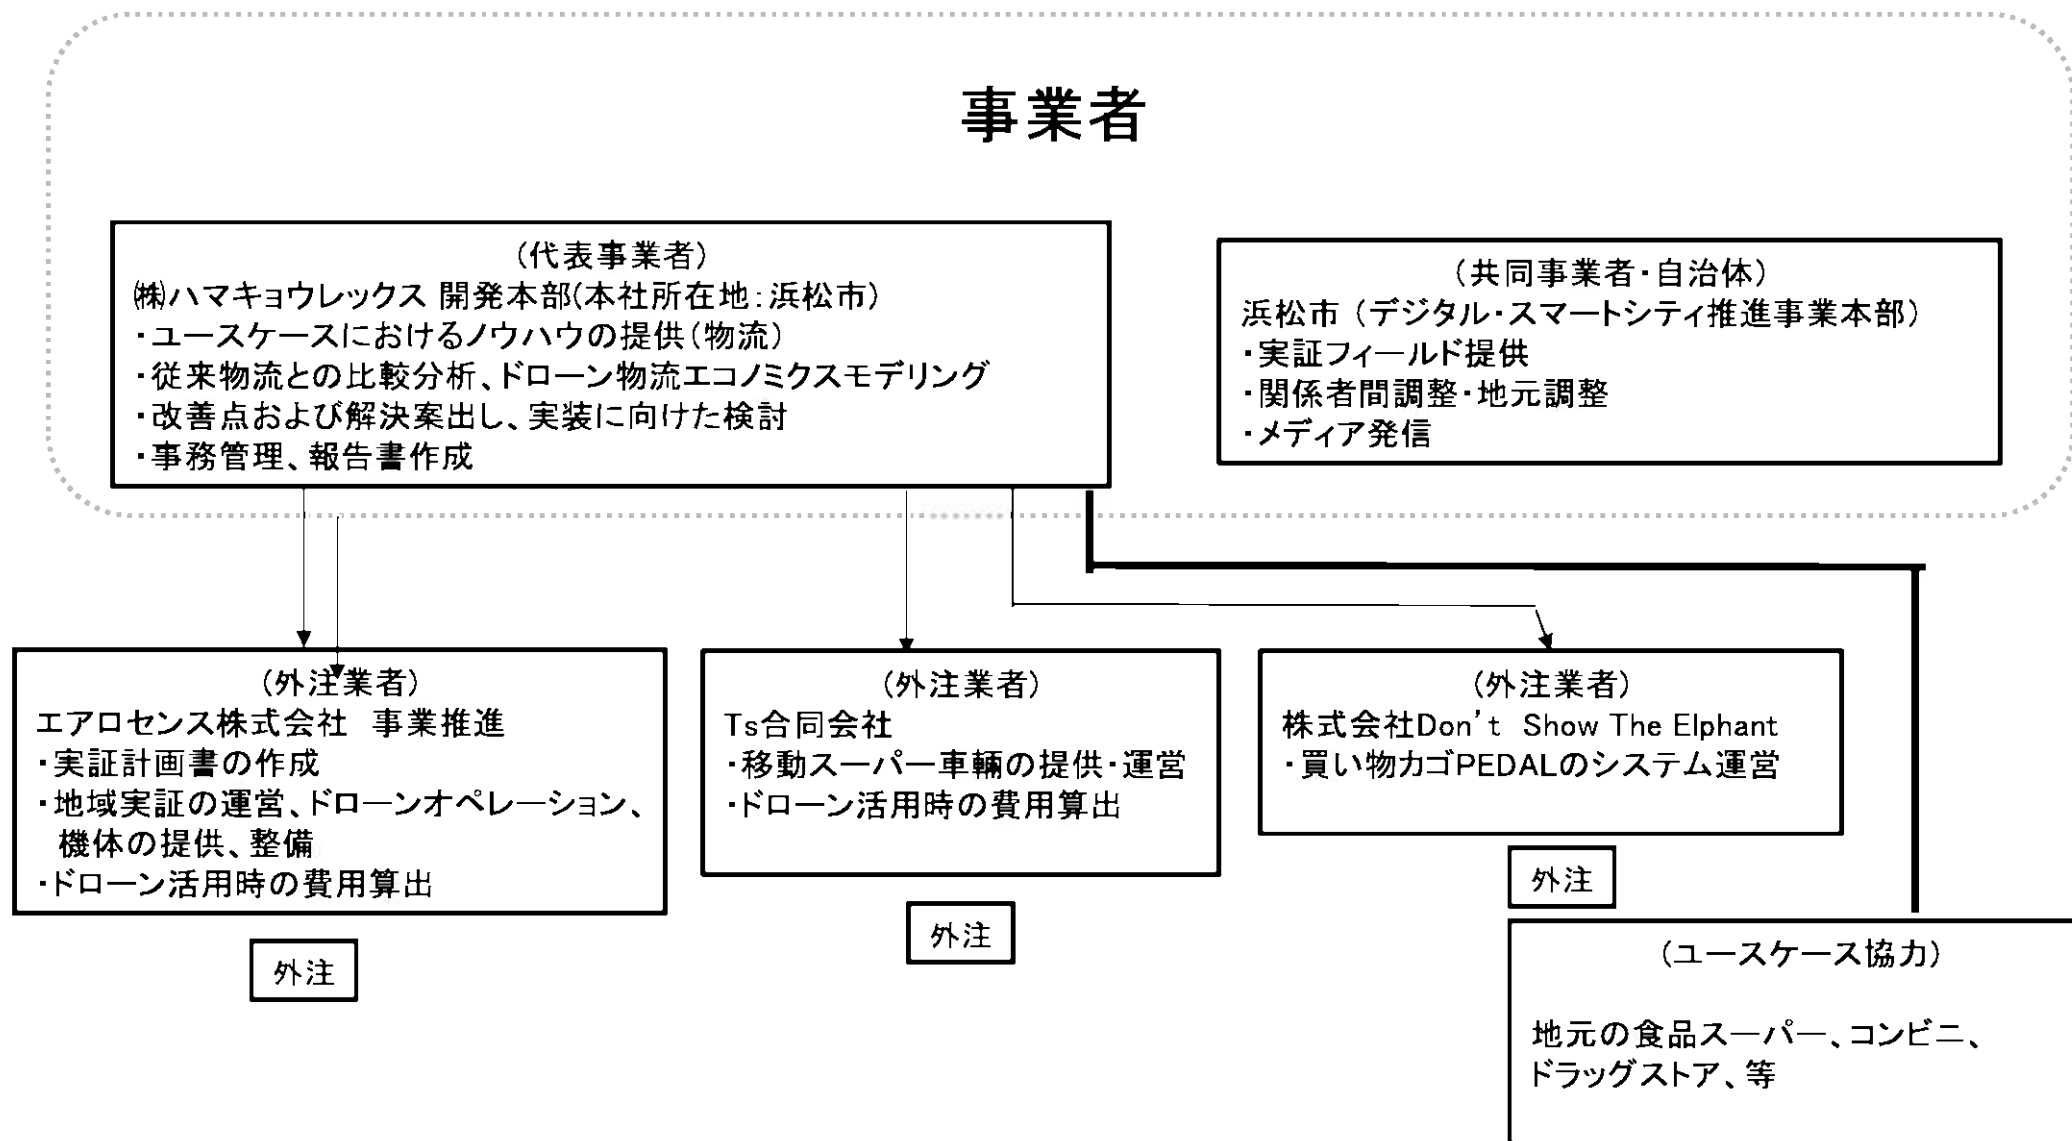 事業者
(代表事業者)
㈱ハマキョウレックス 開発本部(本社所在地:浜松市)
・ユースケースにおけるノウハウの提供(物流)
・従来物流との比較分析、ドローン物流エコノミクスモデリング
・改善点および解決案出し、実装に向けた検討
・事務管理、報告書作成
(共同事業者・自治体)
浜松市(デジタル・スマートシティ推進事業本部)
・実証フィールド提供
・関係者間調整・地元調整
・メディア発信
(外注業者)
エアロセンス株式会社 事業推進
・実証計画書の作成
・地域実証の運営、ドローンオペレーション、
機体の提供、整備
・ドローン活用時の費用算出
外注
(外注業者)
Ts合同会社
・移動スーパー車輛の提供・運営
・ドローン活用時の費用算出
外注
(外注業者)
株式会社Don't Show The Elphant
・買い物カゴPEDALのシステム運営
外注
(ユースケース協力)
地元の食品スーパー、コンビニ、
ドラッグストア、等